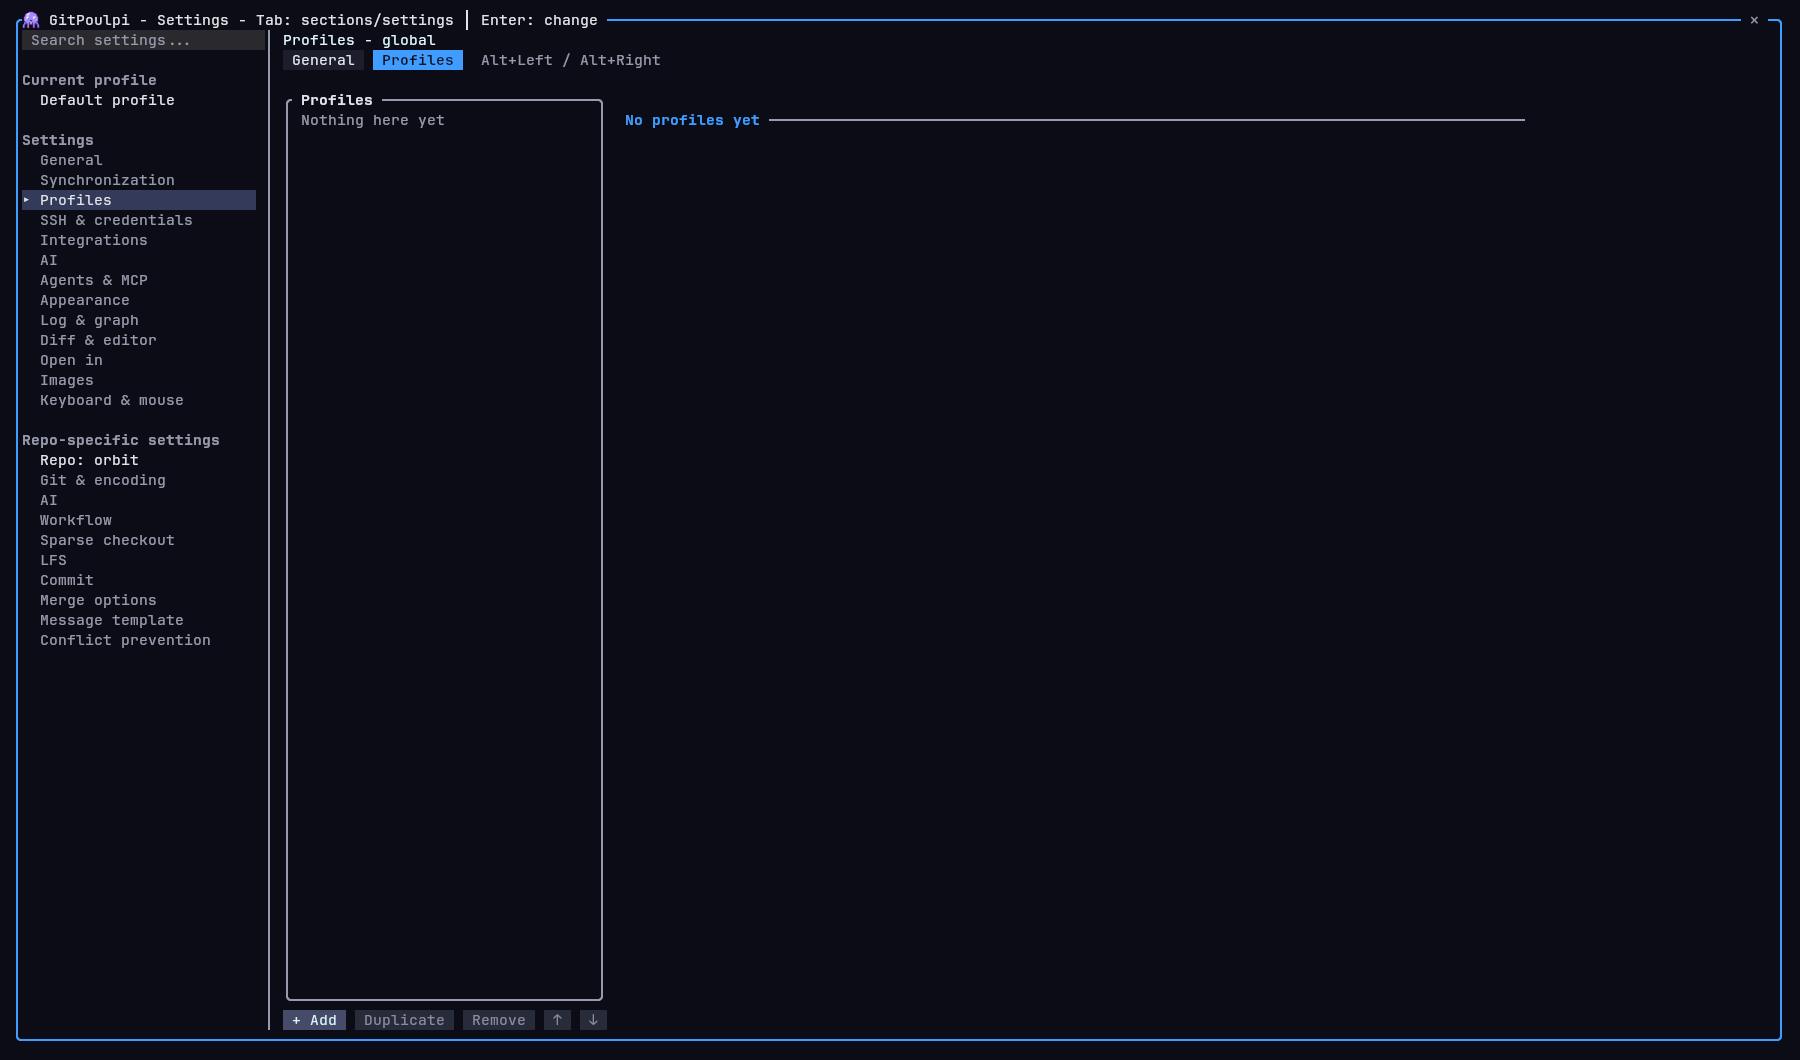 GitPoulpi - Settings - Tab: sections/settings | Enter: change ×
Search settings...
Current profile
Default profile
Settings
General
Synchronization
▸ Profiles
SSH & credentials
Integrations
AI
Agents & MCP
Appearance
Log & graph
Diff & editor
Open in
Images
Keyboard & mouse
Repo-specific settings
Repo: orbit
Git & encoding
AI
Workflow
Sparse checkout
LFS
Commit
Merge options
Message template
Conflict prevention
Profiles - global
General Profiles Alt+Left / Alt+Right
Profiles
Nothing here yet
No profiles yet
+ Add Duplicate Remove ↑ ↓